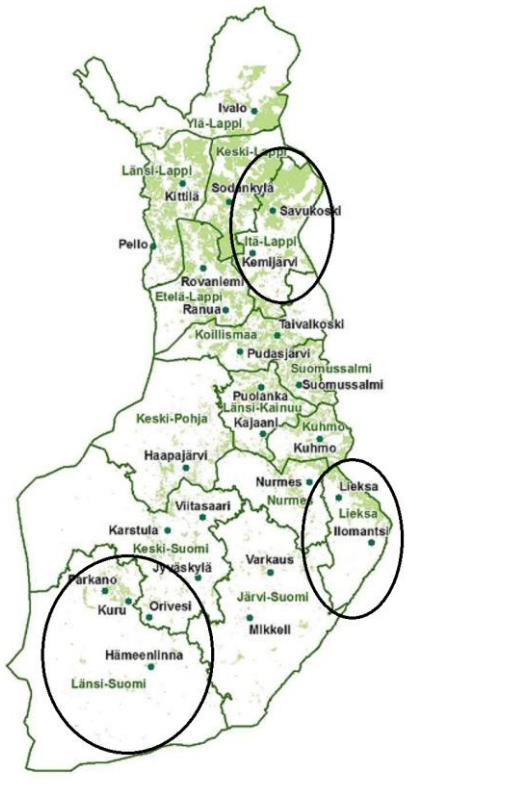 Ivalo
Ylä-Lappi
Keski-Lappi
Länsi-Lappi
Sodankylä
Kittilä
Savukoski
Pello
Itä-Lappi
Kemijärvi
Rovaniemi
Etelä-Lappi
Ranua
Taivalkoski
Koillismaa
Pudasjärvi
Suomussalmi
Suomussalmi
Puolanka
Länsi-Kainuu
Keski-Pohja
Kajaani
Kuhmo
Kuhmo
Haapajärvi
Nurmes
Lieksa
Nurmes
Viitasaari
Lieksa
Karstula
Ilomantsi
Keski-Suomi
Varkaus
Jyväskylä
Parkano
Järvi-Suomi
Kuru
Orivesi
Mikkeli
Hämeenlinna
Länsi-Suomi